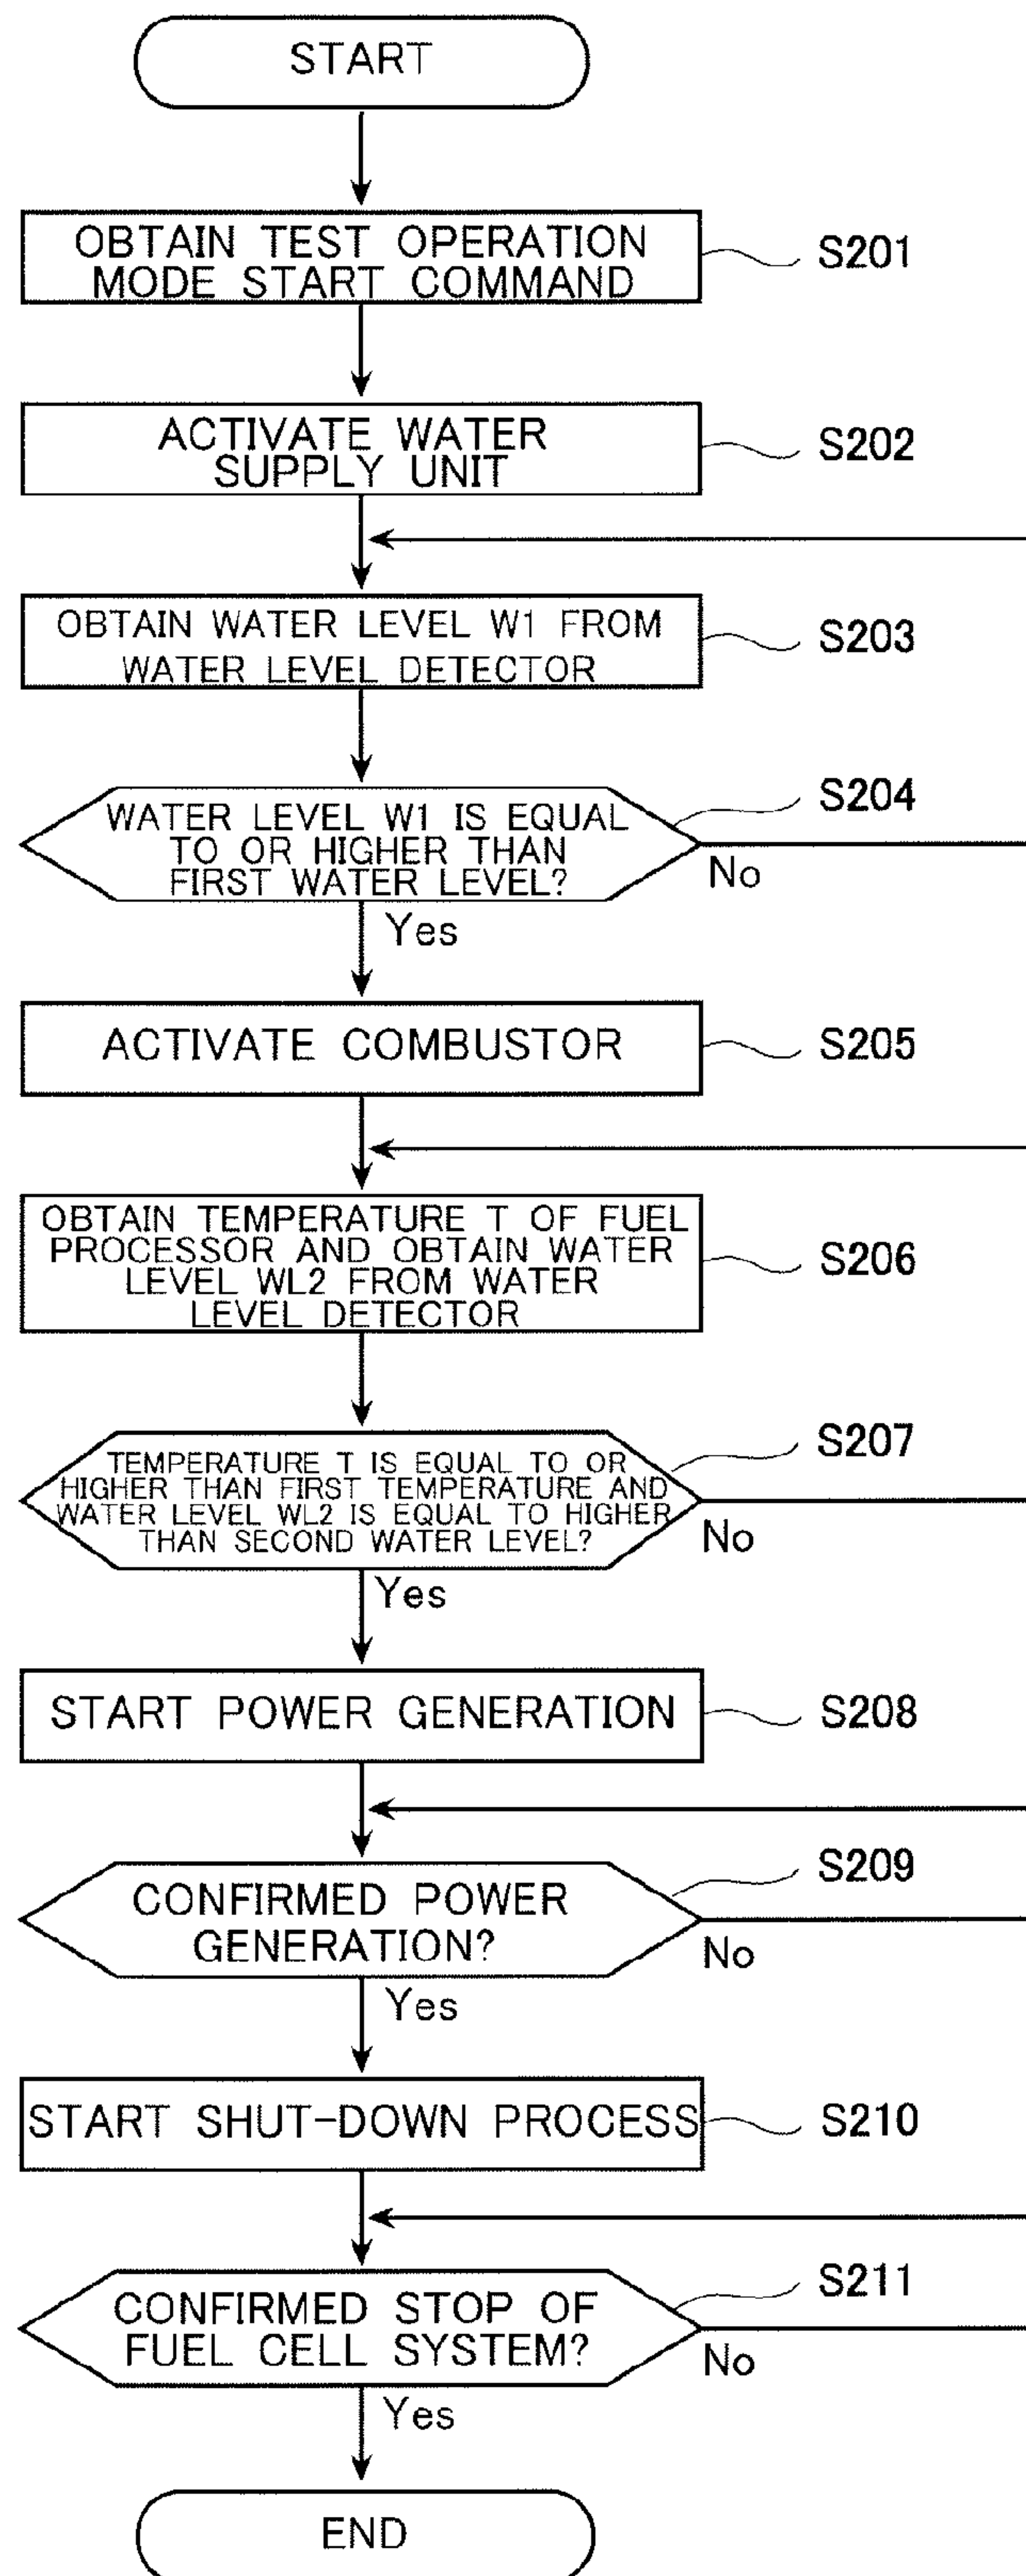 START
OBTAIN TEST OPERATION
MODE START COMMAND
S201
ACTIVATE WATER
SUPPLY UNIT
S202
OBTAIN WATER LEVEL W1 FROM
WATER LEVEL DETECTOR
S203
WATER LEVEL W1 IS EQUAL
TO OR HIGHER THAN
FIRST WATER LEVEL?
S204
No
Yes
ACTIVATE COMBUSTOR
S205
OBTAIN TEMPERATURE T OF FUEL
PROCESSOR AND OBTAIN WATER
LEVEL WL2 FROM WATER
LEVEL DETECTOR
S206
TEMPERATURE T IS EQUAL TO OR
HIGHER THAN FIRST TEMPERATURE AND
WATER LEVEL WL2 IS EQUAL TO HIGHER
THAN SECOND WATER LEVEL?
S207
No
Yes
START POWER GENERATION
S208
CONFIRMED POWER
GENERATION?
S209
No
Yes
START SHUT-DOWN PROCESS
S210
CONFIRMED STOP OF
FUEL CELL SYSTEM?
S211
No
Yes
END